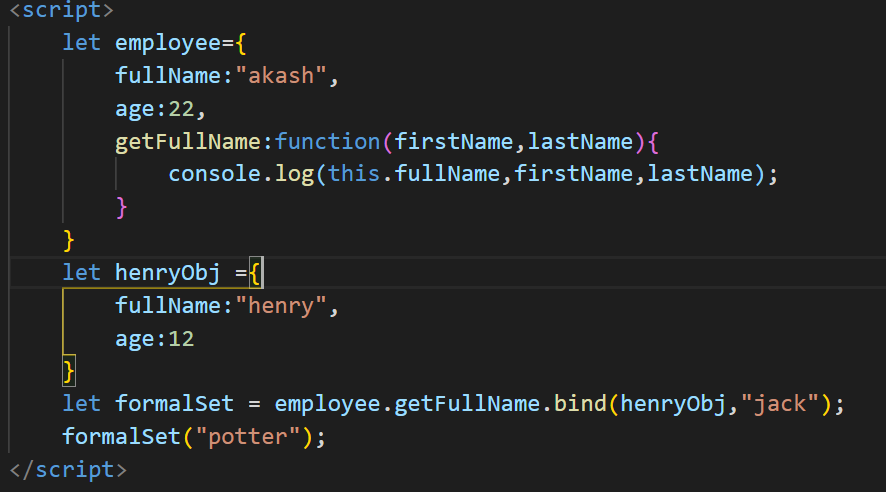 <script>
let employee={
fullName:"akash",
age:22,
getFullName:function(firstName,lastName){
console.log(this.fullName,firstName,lastName);
}
}
let henryObj ={
fullName:"henry",
age:12
}
let formalSet = employee.getFullName.bind(henryObj,"jack");
formalSet("potter");
</script>